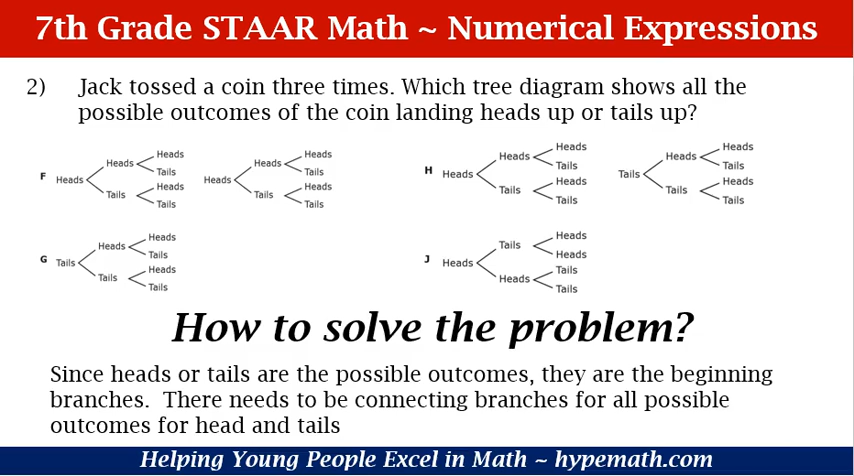 7th Grade STAAR Math ~ Numerical Expressions
2) Jack tossed a coin three times. Which tree diagram shows all the
possible outcomes of the coin landing heads up or tails up?
F
Heads
Heads
Heads
Tails
Tails
Heads
Tails
Heads
Heads
Heads
Tails
Tails
Heads
Tails
H
Heads
Heads
Heads
Tails
Tails
Heads
Tails
Tails
Heads
Heads
Tails
Tails
Heads
Tails
G
Tails
Heads
Heads
Tails
Tails
Heads
Tails
J
Heads
Tails
Heads
Heads
Heads
Tails
Tails
How to solve the problem?
Since heads or tails are the possible outcomes, they are the beginning
branches. There needs to be connecting branches for all possible
outcomes for head and tails
Helping Young People Excel in Math ~ hypemath.com